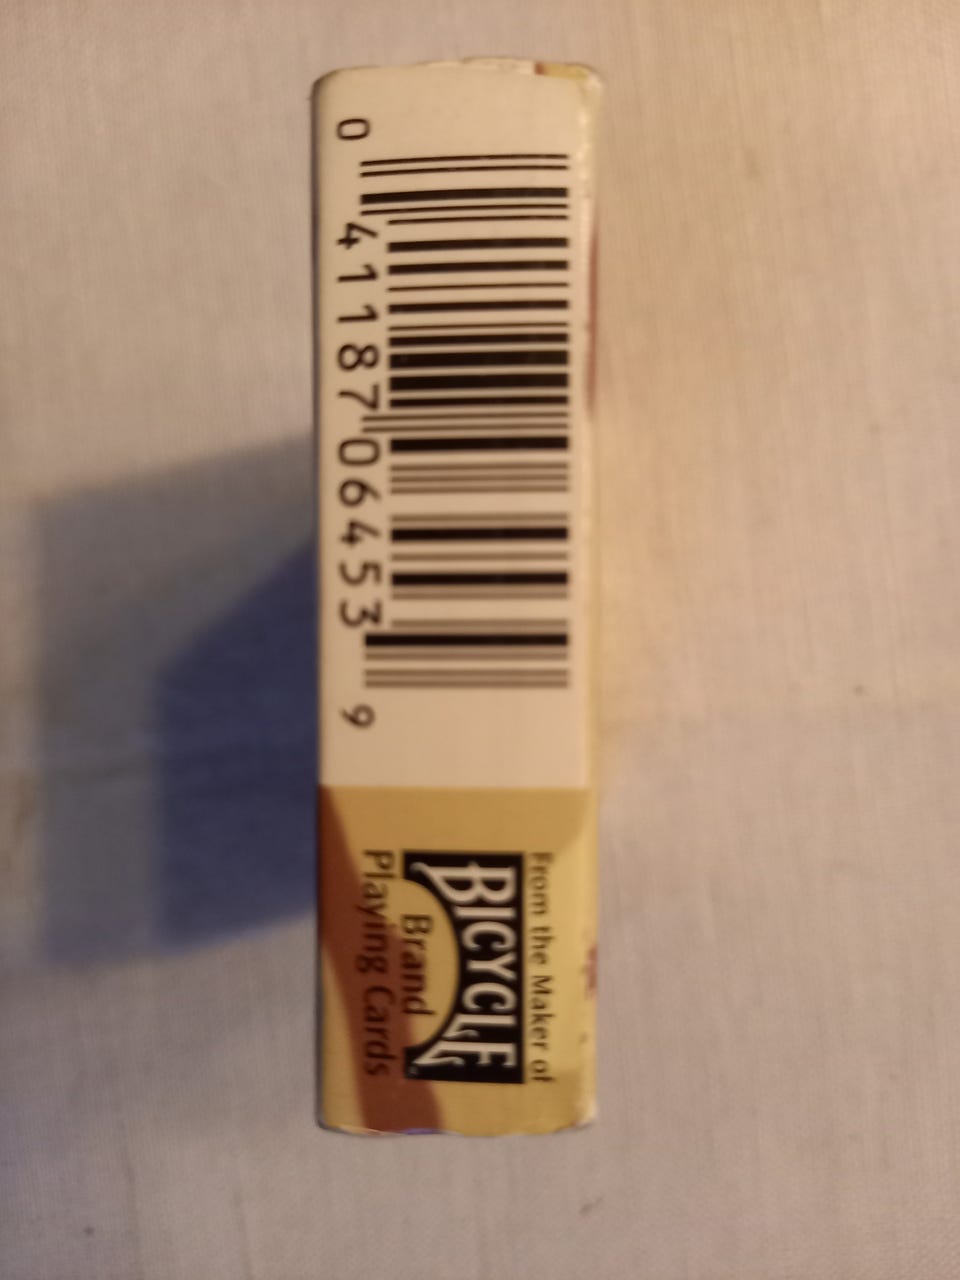 0 41187 06453 9
From the Maker of
BICYCLE
Brand
Playing Cards